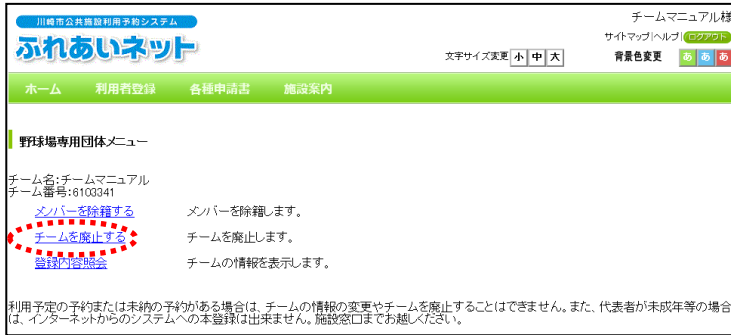 川崎市公共施設利用予約システム
ふれあいネット
チームマニュアル様
サイトマップ|ヘルプ|ログアウト
文字サイズ変更 小 中 大 背景色変更 あ あ あ
ホーム 利用者登録 各種申請書 施設案内
野球場専用団体メニュー
チーム名:チームマニュアル
チーム番号:6103341
メンバーを除籍する メンバーを除籍します。
チームを廃止する チームを廃止します。
登録内容照会 チームの情報を表示します。
利用予定の予約または未納の予約がある場合は、チームの情報の変更やチームを廃止することはできません。また、代表者が未成年等の場合
は、インターネットからのシステムへの本登録は出来ません。施設窓口までお越しください。